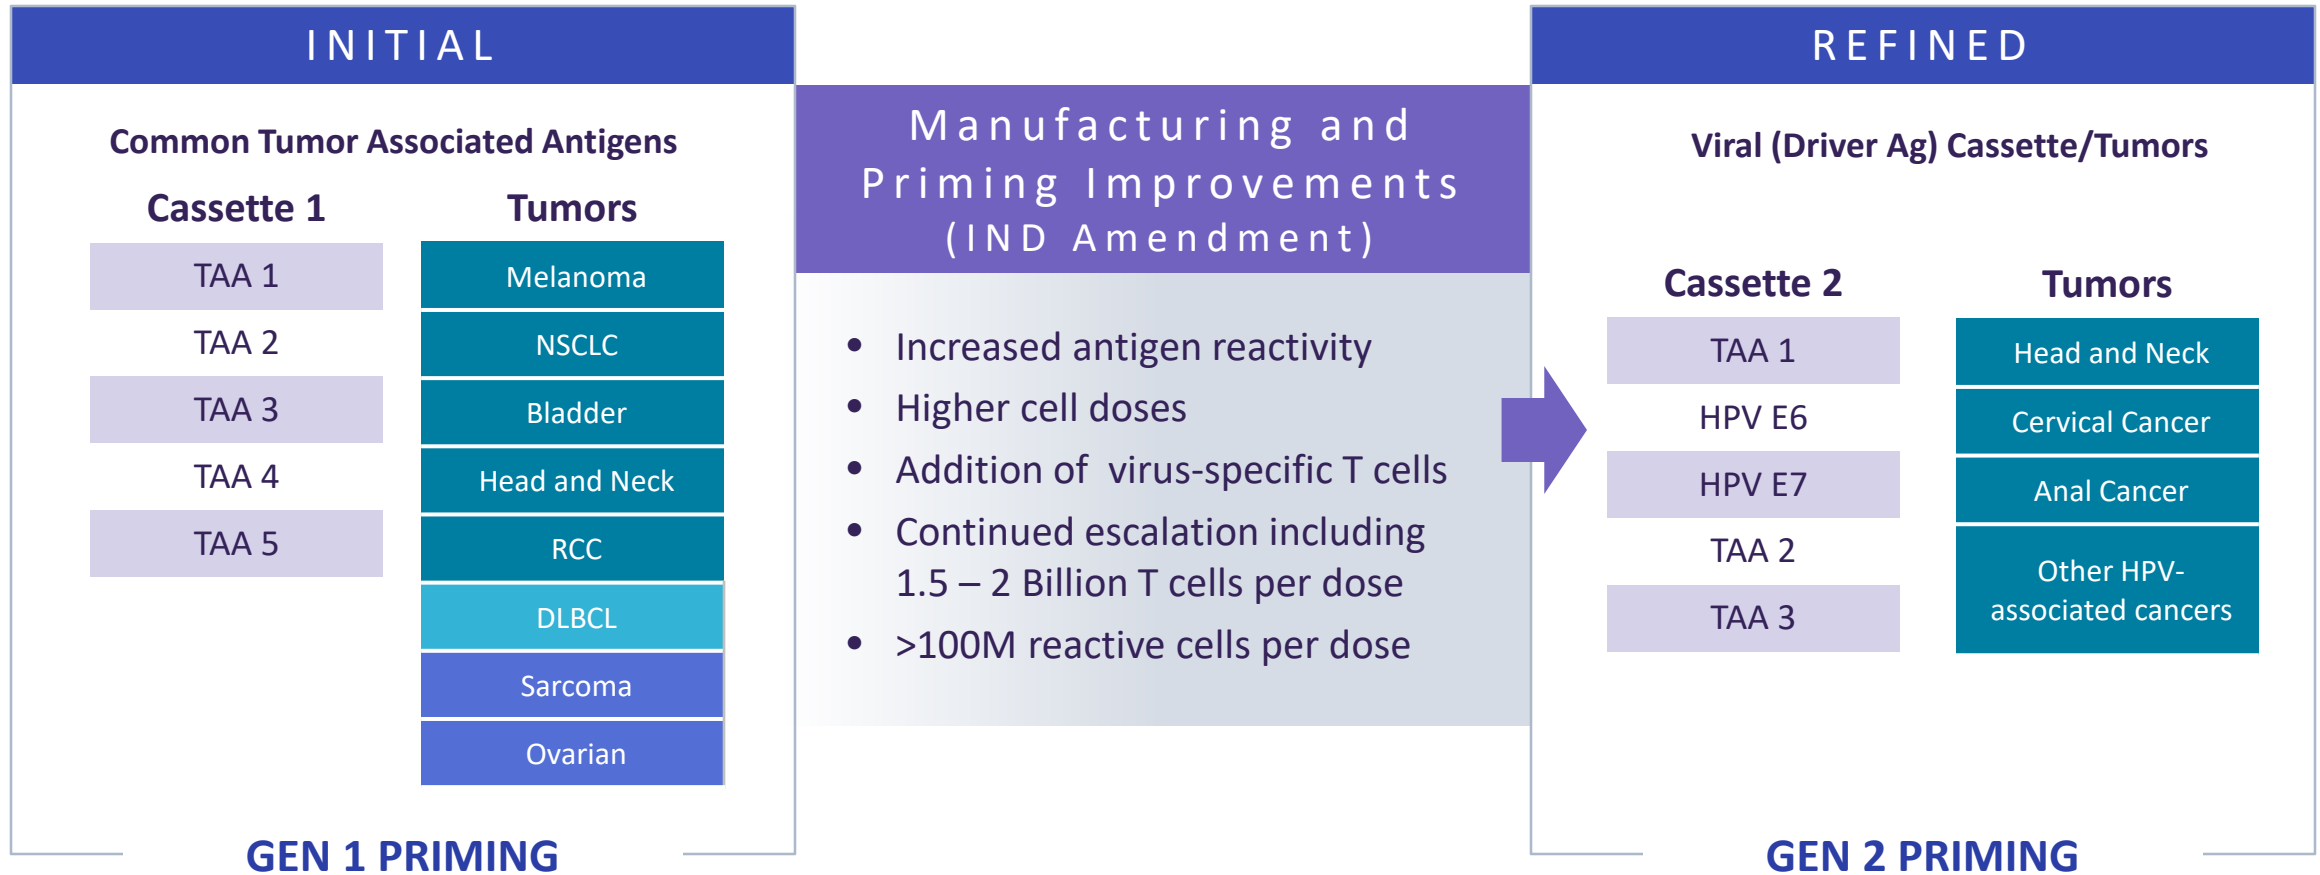 INITIAL
Common Tumor Associated Antigens
Cassette 1
TAA 1
TAA 2
TAA 3
TAA 4
TAA 5
Tumors
Melanoma
NSCLC
Bladder
Head and Neck
RCC
DLBCL
Sarcoma
Ovarian
GEN 1 PRIMING
Manufacturing and
Priming Improvements
(IND Amendment)
• Increased antigen reactivity
• Higher cell doses
• Addition of virus-specific T cells
• Continued escalation including
1.5 – 2 Billion T cells per dose
• >100M reactive cells per dose
REFINED
Viral (Driver Ag) Cassette/Tumors
Cassette 2
TAA 1
HPV E6
HPV E7
TAA 2
TAA 3
Tumors
Head and Neck
Cervical Cancer
Anal Cancer
Other HPV-
associated cancers
GEN 2 PRIMING